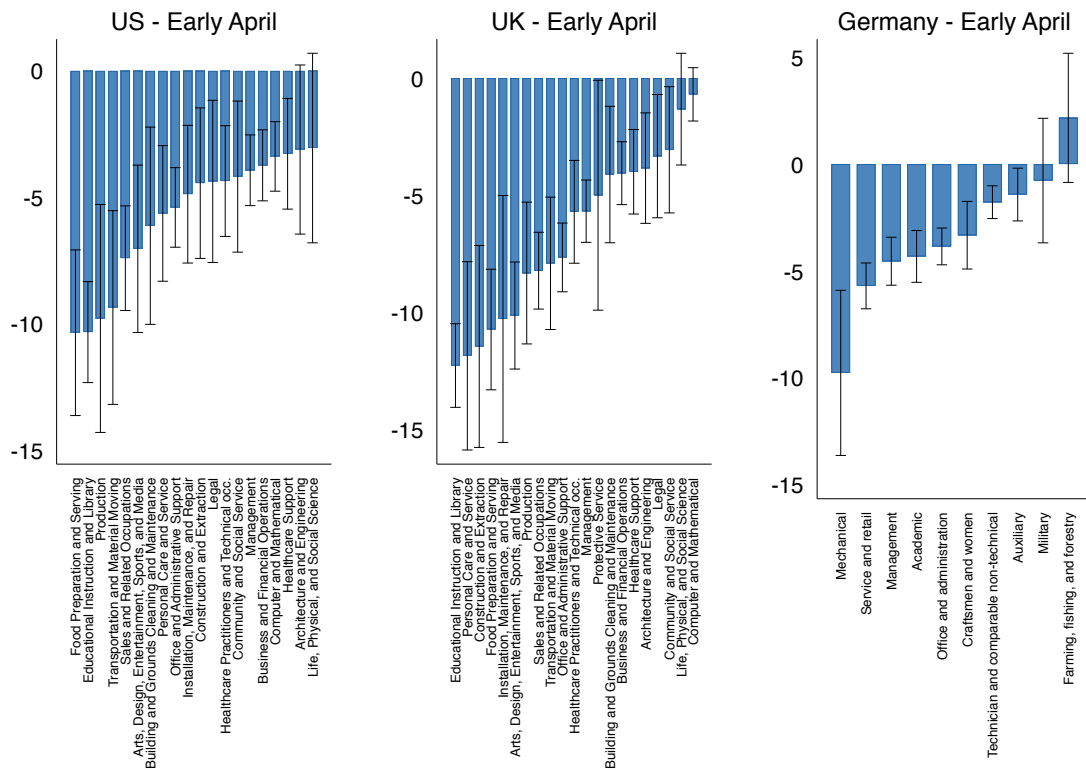 US - Early April
0
-5
-10
-15
Food Preparation and Serving
Educational Instruction and Library
Production
Transportation and Material Moving
Sales and Related Occupations
Arts, Design, Entertainment, Sports, and Media
Building and Grounds Cleaning and Maintenance
Personal Care and Service
Office and Administrative Support
Installation, Maintenance, and Repair
Construction and Extraction
Legal
Healthcare Practitioners and Technical occ.
Community and Social Service
Management
Business and Financial Operations
Computer and Mathematical
Healthcare Support
Architecture and Engineering
Life, Physical, and Social Science
UK - Early April
0
-5
-10
-15
Educational Instruction and Library
Personal Care and Service
Construction and Extraction
Food Preparation and Serving
Installation, Maintenance, and Repair
Arts, Design, Entertainment, Sports, and Media
Production
Sales and Related Occupations
Transportation and Material Moving
Office and Administrative Support
Healthcare Practitioners and Technical occ.
Management
Protective Service
Building and Grounds Cleaning and Maintenance
Business and Financial Operations
Healthcare Support
Architecture and Engineering
Legal
Community and Social Service
Life, Physical, and Social Science
Computer and Mathematical
Germany - Early April
5
0
-5
-10
-15
Mechanical
Service and retail
Management
Academic
Office and administration
Craftsmen and women
Technician and comparable non-technical
Auxiliary
Military
Farming, fishing, and forestry